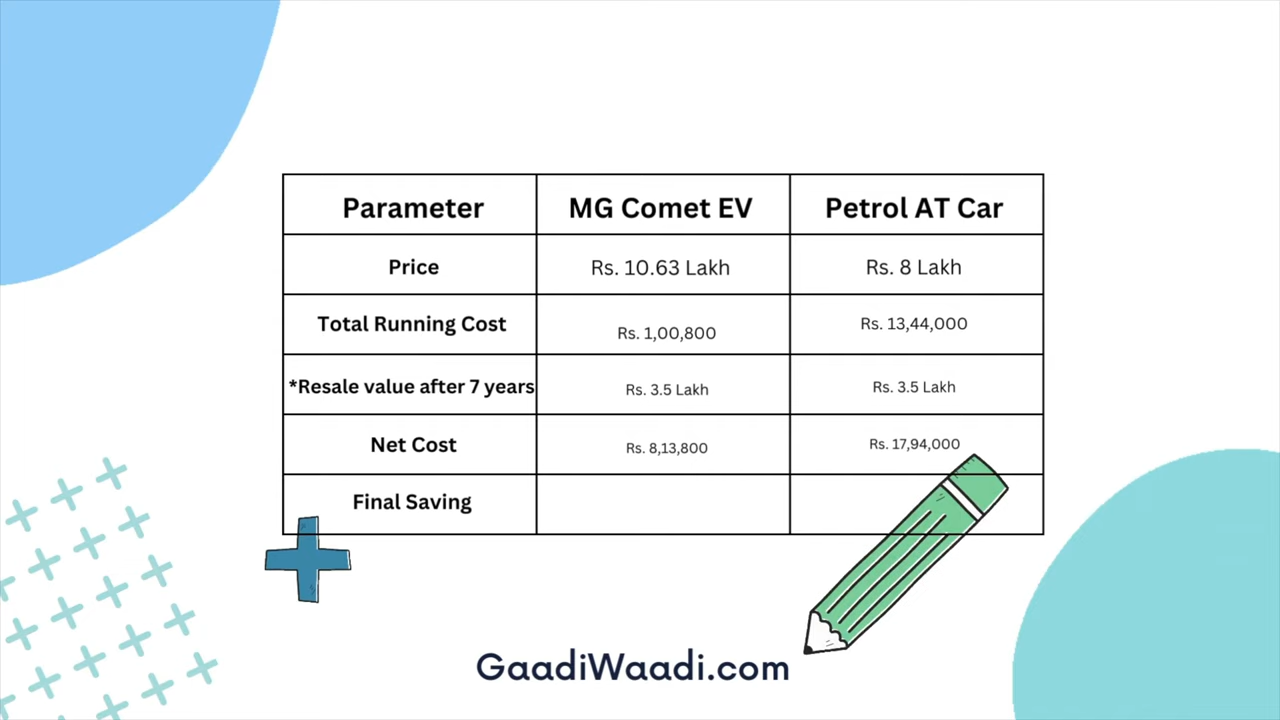 Parameter MG Comet EV Petrol AT Car
Price Rs. 10.63 Lakh Rs. 8 Lakh
Total Running Cost Rs. 1,00,800 Rs. 13,44,000
*Resale value after 7 years Rs. 3.5 Lakh Rs. 3.5 Lakh
Net Cost Rs. 8,13,800 Rs. 17,94,000
Final Saving
GaadiWaadi.com